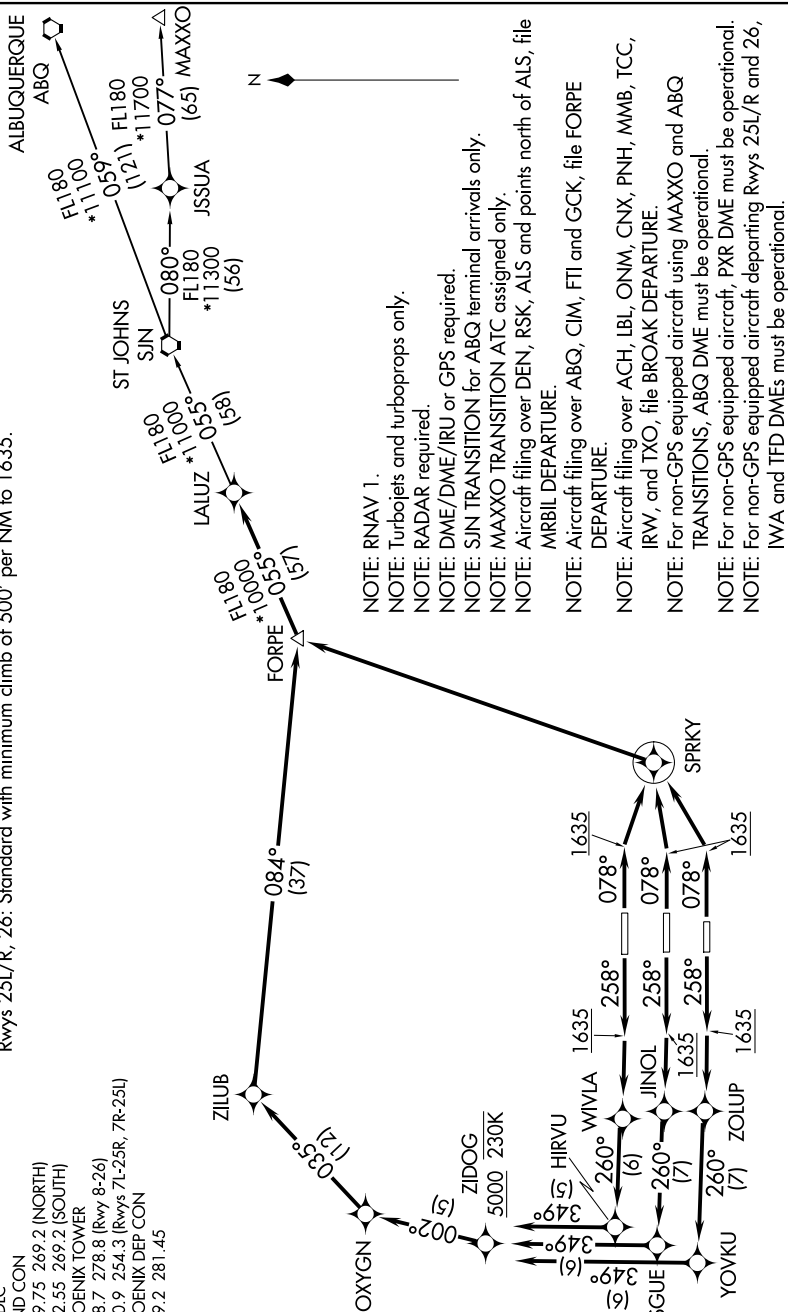 Rwys 25L/R, 26: Standard with minimum climb of 500' per NM to 1635.
ND CON
9.75 269.2 (NORTH)
2.55 269.2 (SOUTH)
OENIX TOWER
8.7 278.8 (Rwy 8-26)
0.9 254.3 (Rwys 7L-25R, 7R-25L)
OENIX DEP CON
9.2 281.45
ALBUQUERQUE
ABQ
FL180
*11100
059°
(121)
MAXXO
FL180
*11700
077°
(65)
N
JSSUA
080°
FL180
*11300
(56)
ST JOHNS
SJN
FL180
*11000
055°
(58)
LALUZ
FL180
*10000
055°
(57)
FORPE
084°
(37)
ZILUB
035°
(12)
OXYGN
002°
(5)
ZIDOG
5000 230K
SPRKY
1635
078°
078°
078°
1635
258°
258°
258°
1635
1635
1635
WIVLA
JINOL
ZOLUP
HIRVU
260°
(6)
260°
(7)
260°
(7)
349°
(5)
349°
(6)
349°
(6)
GUE
YOVKU
NOTE: RNAV 1.
NOTE: Turbojets and turboprops only.
NOTE: RADAR required.
NOTE: DME/DME/IRU or GPS required.
NOTE: SJN TRANSITION for ABQ terminal arrivals only.
NOTE: MAXXO TRANSITION ATC assigned only.
NOTE: Aircraft filing over DEN, RSK, ALS and points north of ALS, file
MRBIL DEPARTURE.
NOTE: Aircraft filing over ABQ, CIM, FTI and GCK, file FORPE
DEPARTURE.
NOTE: Aircraft filing over ACH, LBL, ONM, CNX, PNH, MMB, TCC,
IRW, and TXO, file BROAK DEPARTURE.
NOTE: For non-GPS equipped aircraft using MAXXO and ABQ
TRANSITIONS, ABQ DME must be operational.
NOTE: For non-GPS equipped aircraft, PXR DME must be operational.
NOTE: For non-GPS equipped aircraft departing Rwys 25L/R and 26,
IWA and TFD DMEs must be operational.